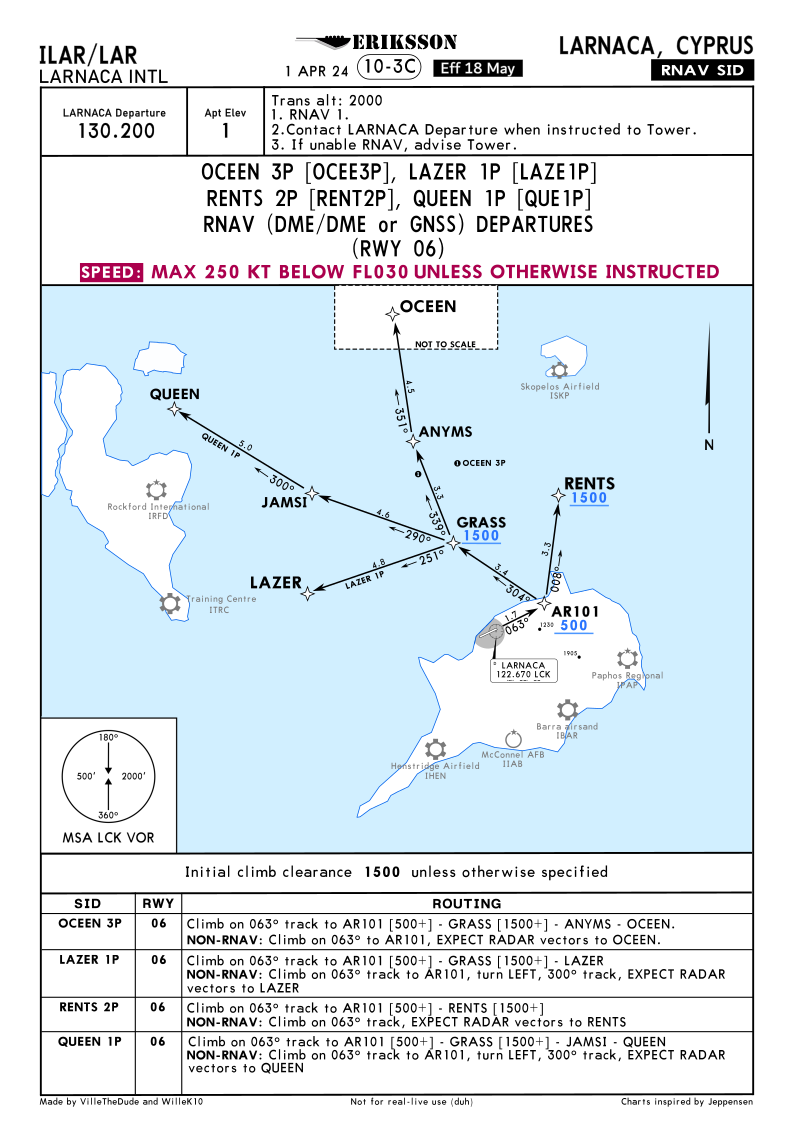 ILAR/LAR
LARNACA INTL
ERIKSSON
1 APR 24
10-3C
Eff 18 May
LARNACA, CYPRUS
RNAV SID
LARNACA Departure
130.200
Apt Elev
1
Trans alt: 2000
1. RNAV 1.
2.Contact LARNACA Departure when instructed to Tower.
3. If unable RNAV, advise Tower.
OCEEN 3P [OCEE3P], LAZER 1P [LAZE1P]
RENTS 2P [RENT2P], QUEEN 1P [QUE1P]
RNAV (DME/DME or GNSS) DEPARTURES
(RWY 06)
SPEED: MAX 250 KT BELOW FL030 UNLESS OTHERWISE INSTRUCTED
OCEEN
NOT TO SCALE
4.5
351°
Skopelos Airfield
ISKP
QUEEN
5.0
QUEEN 1P
300°
ANYMS
1 OCEEN 3P
1
3.3
339°
N
JAMSI
4.6
290°
Rockford International
IRFD
GRASS
1500
RENTS
1500
3.3
008°
LAZER
4.8
LAZER 1P
251°
3.4
304°
Training Centre
ITRC
AR101
500
1.7
063°
1230
1905
LARNACA
122.670 LCK
Paphos Regional
IPAP
Barra airsand
IBAR
McConnel AFB
IIAB
Henstridge Airfield
IHEN
180°
500'
2000'
360°
MSA LCK VOR
Initial climb clearance 1500 unless otherwise specified
SID RWY ROUTING
OCEEN 3P 06 Climb on 063° track to AR101 [500+] - GRASS [1500+] - ANYMS - OCEEN.
NON-RNAV: Climb on 063° to AR101, EXPECT RADAR vectors to OCEEN.
LAZER 1P 06 Climb on 063° track to AR101 [500+] - GRASS [1500+] - LAZER
NON-RNAV: Climb on 063° track to AR101, turn LEFT, 300° track, EXPECT RADAR
vectors to LAZER
RENTS 2P 06 Climb on 063° track to AR101 [500+] - RENTS [1500+]
NON-RNAV: Climb on 063° track, EXPECT RADAR vectors to RENTS
QUEEN 1P 06 Climb on 063° track to AR101 [500+] - GRASS [1500+] - JAMSI - QUEEN
NON-RNAV: Climb on 063° track to AR101, turn LEFT, 300° track, EXPECT RADAR
vectors to QUEEN
Made by VilleTheDude and WilleK10
Not for real-live use (duh)
Charts inspired by Jeppensen